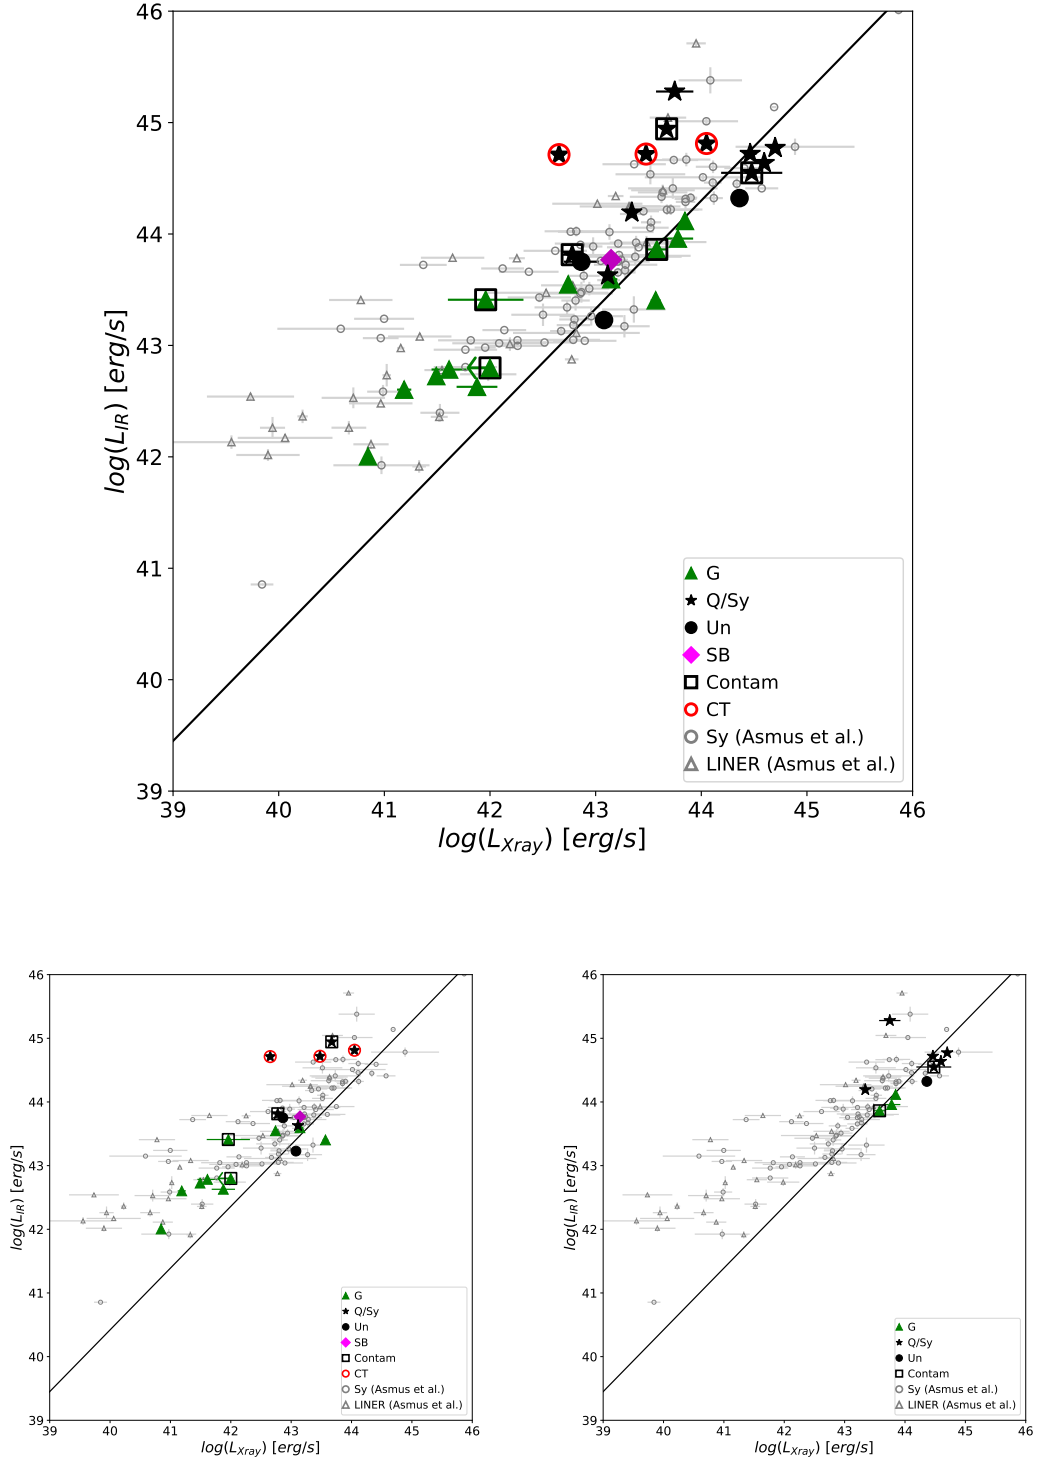 46
45
44
43
42
41
40
39
log(L_IR) [erg/s]
G
Q/Sy
Un
SB
Contam
CT
Sy (Asmus et al.)
LINER (Asmus et al.)
39 40 41 42 43 44 45 46
log(L_Xray) [erg/s]
46
45
44
43
42
41
40
39
log(L_IR) [erg/s]
G
Q/Sy
Un
SB
Contam
CT
Sy (Asmus et al.)
LINER (Asmus et al.)
39 40 41 42 43 44 45 46
log(L_Xray) [erg/s]
46
45
44
43
42
41
40
39
log(L_IR) [erg/s]
G
Q/Sy
Un
Contam
Sy (Asmus et al.)
LINER (Asmus et al.)
39 40 41 42 43 44 45 46
log(L_Xray) [erg/s]